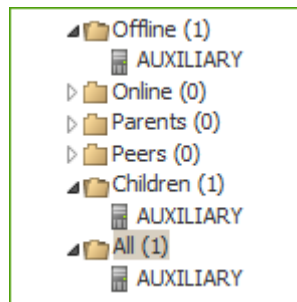 Offline (1)
AUXILIARY
Online (0)
Parents (0)
Peers (0)
Children (1)
AUXILIARY
All (1)
AUXILIARY